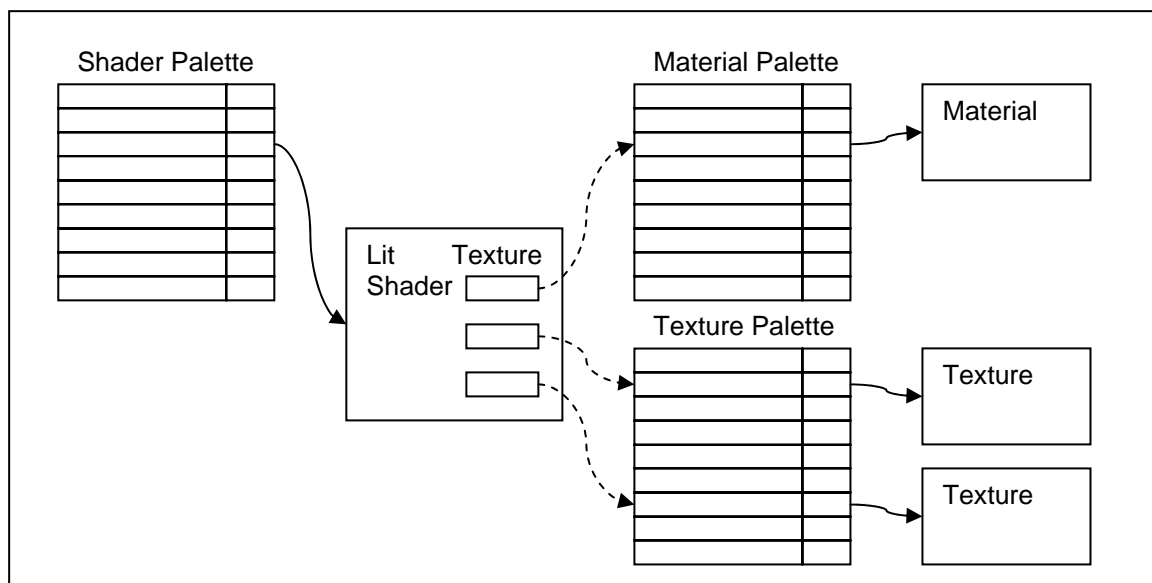 Shader Palette
Material Palette
Material
Lit Texture
Shader
Texture Palette
Texture
Texture